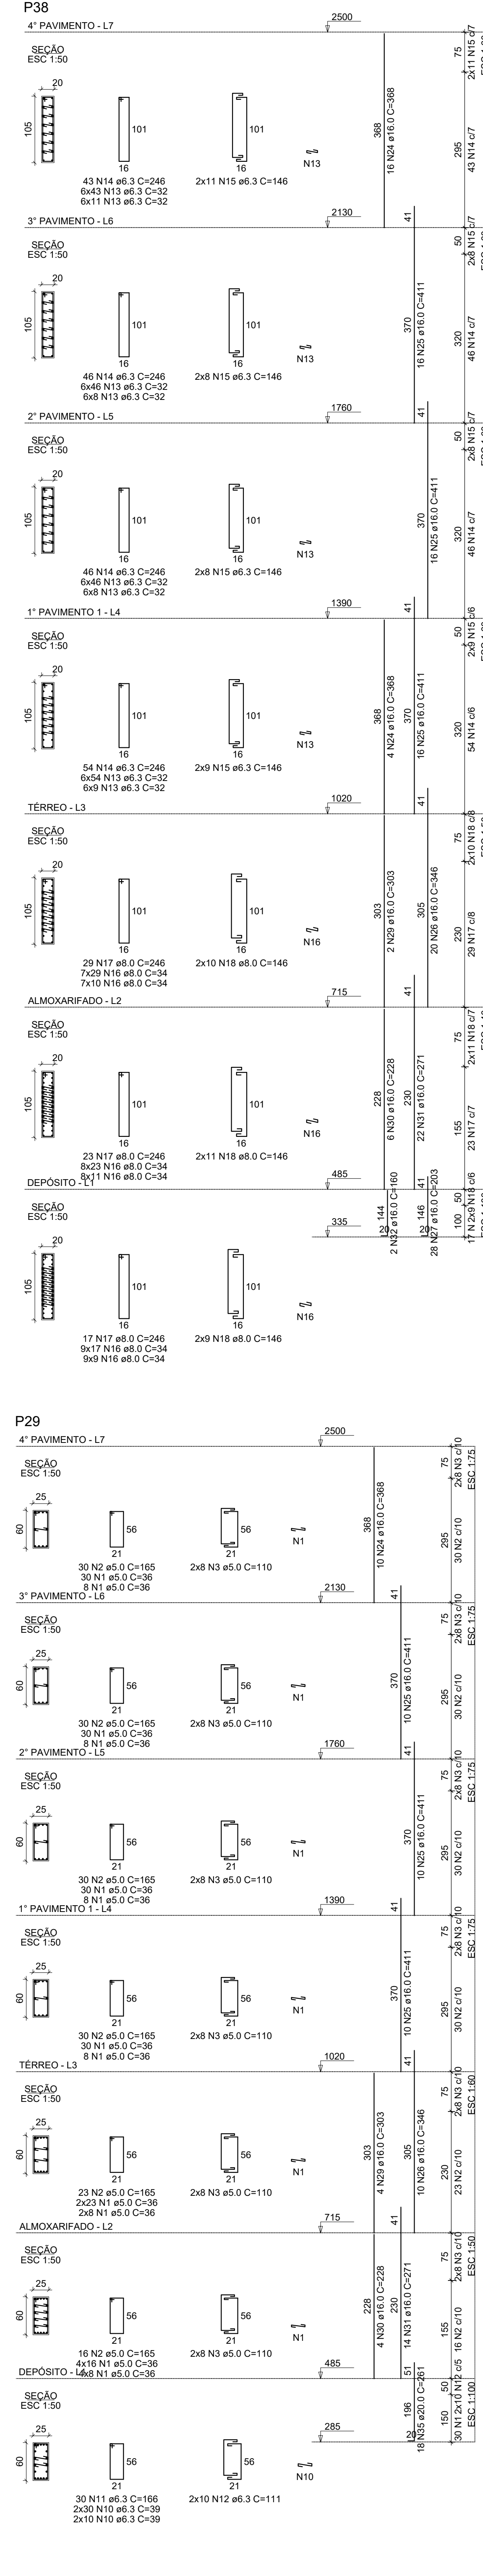 P38
4° PAVIMENTO - L7
2500
SEÇÃO
ESC 1:50
20
105
101
16
43 N14 ø6.3 C=246
6x43 N13 ø6.3 C=32
6x11 N13 ø6.3 C=32
101
16
2x11 N15 ø6.3 C=146
N13
368
16 N24 ø16.0 C=368
75
2x11 N15 c/7
295
43 N14 c/7
3° PAVIMENTO - L6
2130
SEÇÃO
ESC 1:50
20
105
101
16
46 N14 ø6.3 C=246
6x46 N13 ø6.3 C=32
6x8 N13 ø6.3 C=32
101
16
2x8 N15 ø6.3 C=146
N13
41
370
16 N25 ø16.0 C=411
50
2x8 N15 c/7
320
46 N14 c/7
2° PAVIMENTO - L5
1760
SEÇÃO
ESC 1:50
20
105
101
16
46 N14 ø6.3 C=246
6x46 N13 ø6.3 C=32
6x8 N13 ø6.3 C=32
101
16
2x8 N15 ø6.3 C=146
N13
41
370
16 N25 ø16.0 C=411
50
2x8 N15 c/7
320
46 N14 c/7
1° PAVIMENTO 1 - L4
1390
SEÇÃO
ESC 1:50
20
105
101
16
54 N14 ø6.3 C=246
6x54 N13 ø6.3 C=32
6x9 N13 ø6.3 C=32
101
16
2x9 N15 ø6.3 C=146
N13
368
4 N24 ø16.0 C=368
41
370
16 N25 ø16.0 C=411
50
2x9 N15 c/6
320
54 N14 c/6
TÉRREO - L3
1020
SEÇÃO
ESC 1:50
20
105
101
16
29 N17 ø8.0 C=246
7x29 N16 ø8.0 C=34
7x10 N16 ø8.0 C=34
101
16
2x10 N18 ø8.0 C=146
N16
303
2 N29 ø16.0 C=303
41
305
20 N26 ø16.0 C=346
75
2x10 N18 c/8
230
29 N17 c/8
ALMOXARIFADO - L2
715
SEÇÃO
ESC 1:50
20
105
101
16
23 N17 ø8.0 C=246
8x23 N16 ø8.0 C=34
8x11 N16 ø8.0 C=34
101
16
2x11 N18 ø8.0 C=146
N16
228
6 N30 ø16.0 C=228
41
230
22 N31 ø16.0 C=271
75
2x11 N18 c/7
155
23 N17 c/7
DEPÓSITO - L1
485
SEÇÃO
ESC 1:50
335
20
105
101
16
17 N17 ø8.0 C=246
9x17 N16 ø8.0 C=34
9x9 N16 ø8.0 C=34
101
16
2x9 N18 ø8.0 C=146
N16
144
20
2 N32 ø16.0 C=160
41
146
20
28 N27 ø16.0 C=203
50
100
17 N 2x9 N18 c/6
P29
4° PAVIMENTO - L7
2500
SEÇÃO
ESC 1:50
25
60
56
21
30 N2 ø5.0 C=165
30 N1 ø5.0 C=36
8 N1 ø5.0 C=36
56
21
2x8 N3 ø5.0 C=110
N1
368
10 N24 ø16.0 C=368
75
2x8 N3 c/10
295
30 N2 c/10
ESC 1:75
3° PAVIMENTO - L6
2130
SEÇÃO
ESC 1:50
25
60
56
21
30 N2 ø5.0 C=165
30 N1 ø5.0 C=36
8 N1 ø5.0 C=36
56
21
2x8 N3 ø5.0 C=110
N1
41
370
10 N25 ø16.0 C=411
75
2x8 N3 c/10
295
30 N2 c/10
ESC 1:75
2° PAVIMENTO - L5
1760
SEÇÃO
ESC 1:50
25
60
56
21
30 N2 ø5.0 C=165
30 N1 ø5.0 C=36
8 N1 ø5.0 C=36
56
21
2x8 N3 ø5.0 C=110
N1
41
370
10 N25 ø16.0 C=411
75
2x8 N3 c/10
295
30 N2 c/10
ESC 1:75
1° PAVIMENTO 1 - L4
1390
SEÇÃO
ESC 1:50
25
60
56
21
30 N2 ø5.0 C=165
30 N1 ø5.0 C=36
8 N1 ø5.0 C=36
56
21
2x8 N3 ø5.0 C=110
N1
41
370
10 N25 ø16.0 C=411
75
2x8 N3 c/10
295
30 N2 c/10
ESC 1:75
TÉRREO - L3
1020
SEÇÃO
ESC 1:50
25
60
56
21
23 N2 ø5.0 C=165
2x23 N1 ø5.0 C=36
2x8 N1 ø5.0 C=36
56
21
2x8 N3 ø5.0 C=110
N1
303
4 N29 ø16.0 C=303
41
305
10 N26 ø16.0 C=346
75
2x8 N3 c/10
230
23 N2 c/10
ESC 1:60
ALMOXARIFADO - L2
715
SEÇÃO
ESC 1:50
25
60
56
21
16 N2 ø5.0 C=165
4x16 N1 ø5.0 C=36
4x8 N1 ø5.0 C=36
56
21
2x8 N3 ø5.0 C=110
N1
228
4 N30 ø16.0 C=228
41
230
14 N31 ø16.0 C=271
75
2x8 N3 c/10
155
16 N2 c/10
ESC 1:50
DEPÓSITO - L1
485
SEÇÃO
ESC 1:50
285
25
60
56
21
30 N11 ø6.3 C=166
2x30 N10 ø6.3 C=39
2x10 N10 ø6.3 C=39
56
21
2x10 N12 ø6.3 C=111
N10
51
196
20
18 N35 ø20.0 C=261
50
150
30 N1 2x10 N12 c/5
ESC 1:100